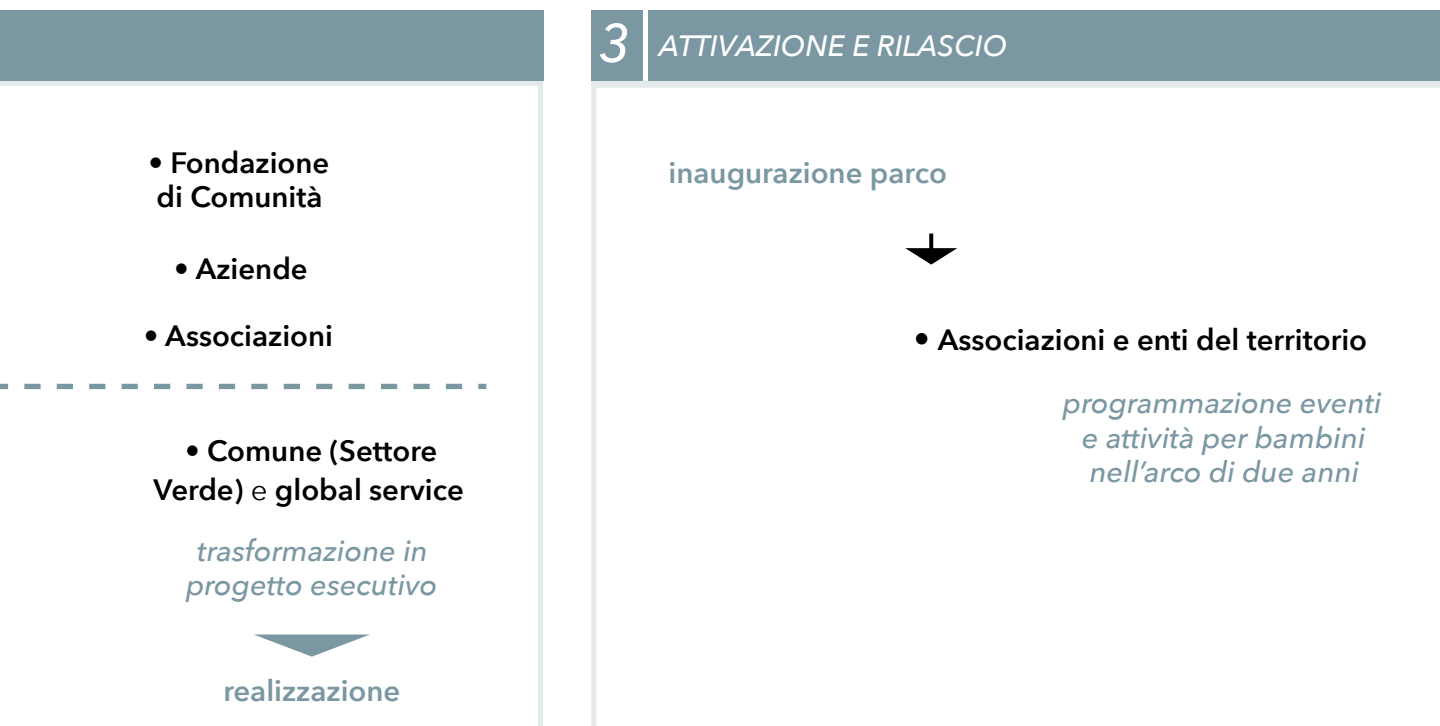 • Fondazione
di Comunità
• Aziende
• Associazioni
• Comune (Settore
Verde) e global service
trasformazione in
progetto esecutivo
realizzazione
3 ATTIVAZIONE E RILASCIO
inaugurazione parco
• Associazioni e enti del territorio
programmazione eventi
e attività per bambini
nell’arco di due anni